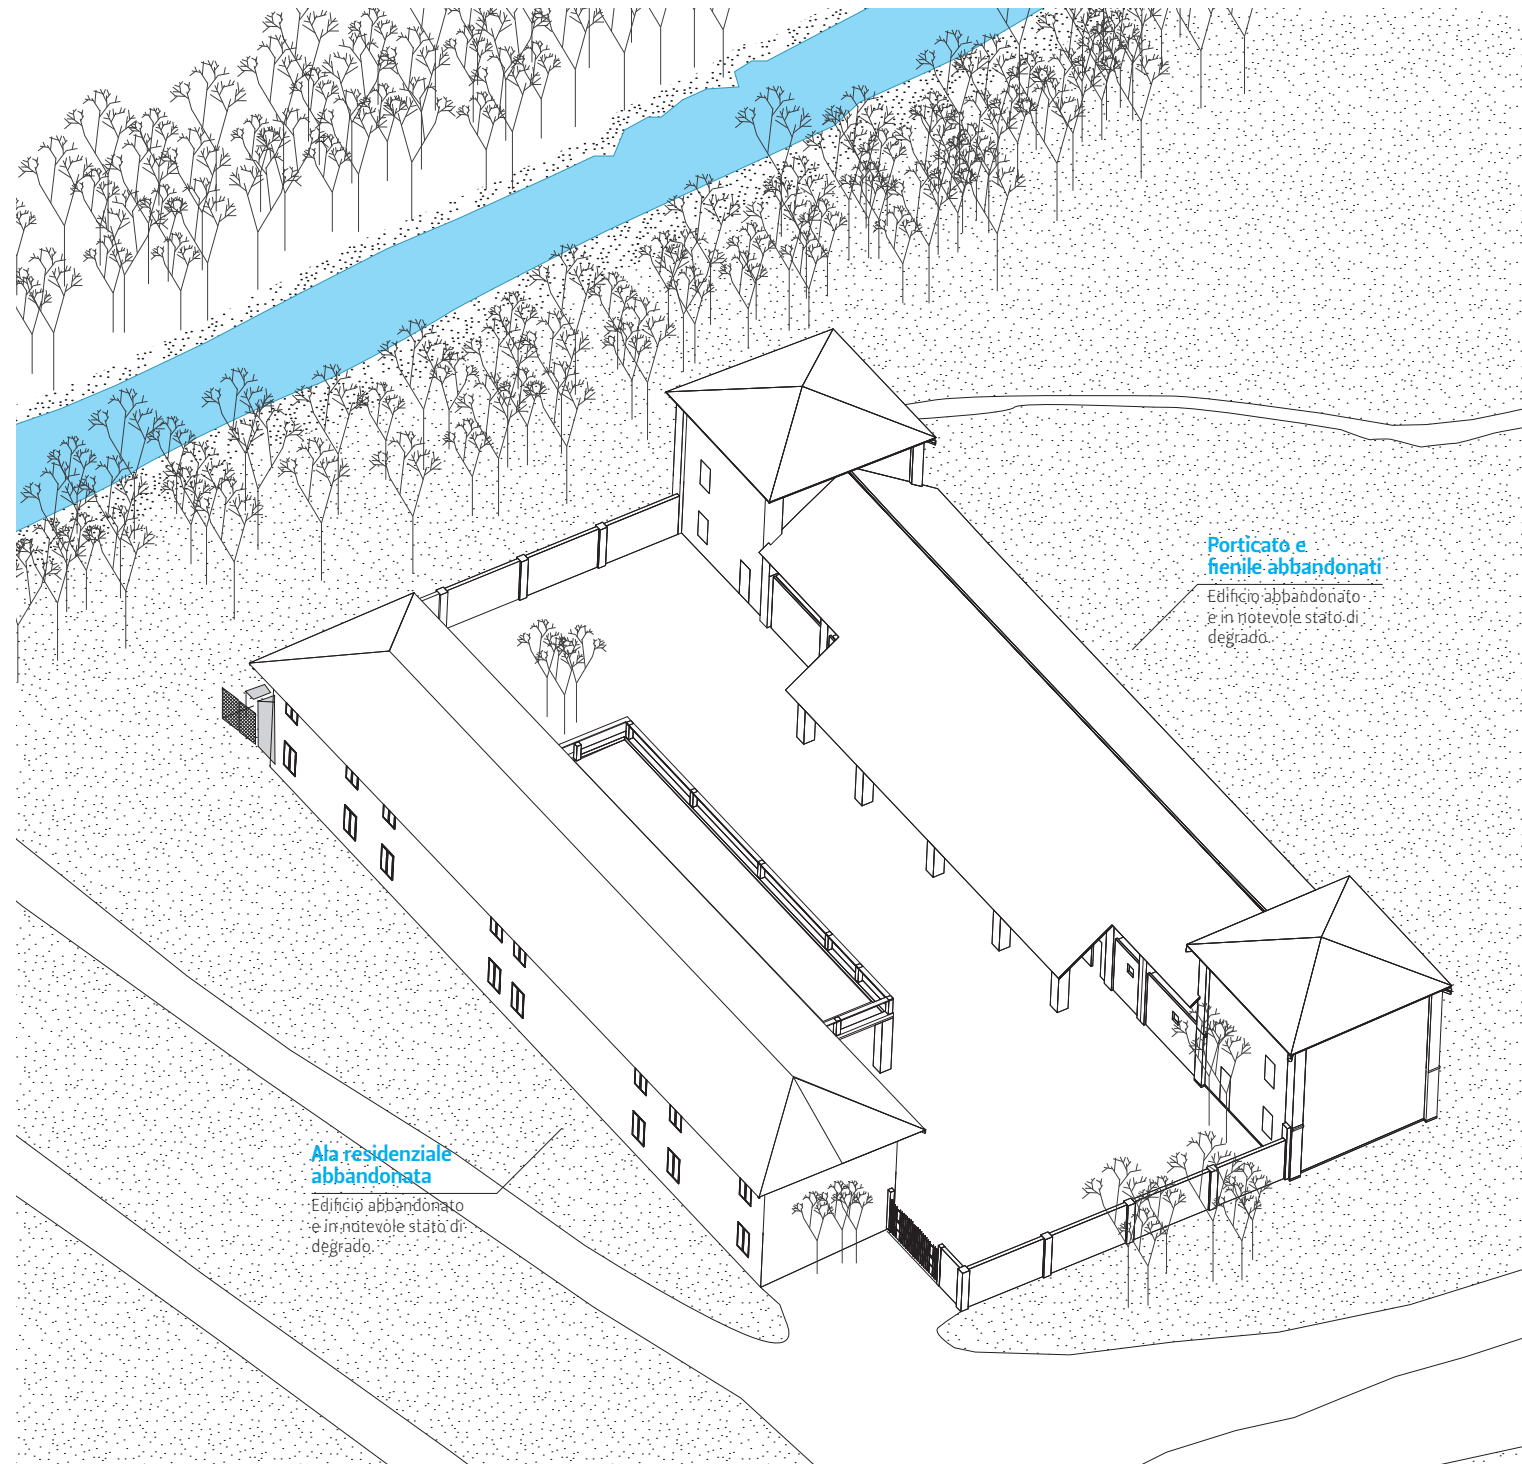 Porticato e
fienile abbandonati
Edificio abbandonato
e in notevole stato di
degrado.
Ala residenziale
abbandonata
Edificio abbandonato
e in notevole stato di
degrado.